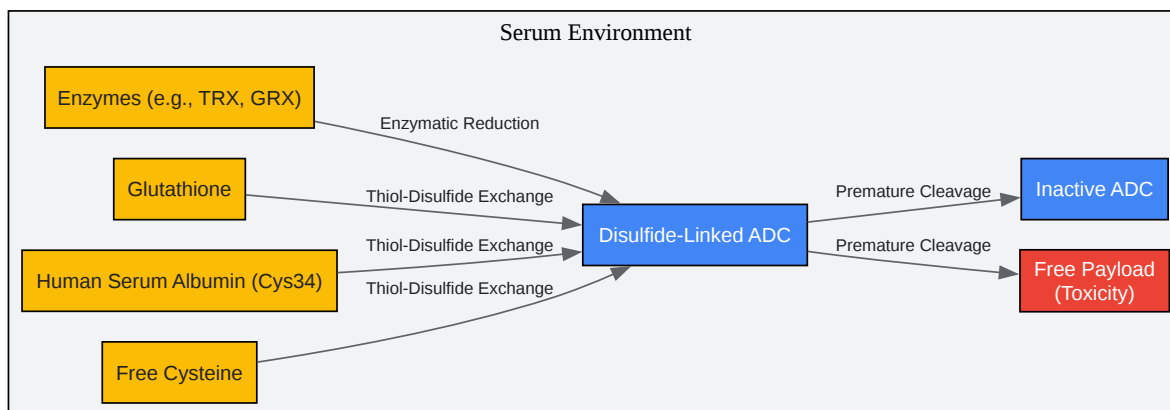 Serum Environment
Enzymes (e.g., TRX, GRX)
Enzymatic Reduction
Glutathione
Thiol-Disulfide Exchange
Human Serum Albumin (Cys34)
Thiol-Disulfide Exchange
Free Cysteine
Thiol-Disulfide Exchange
Disulfide-Linked ADC
Premature Cleavage
Inactive ADC
Premature Cleavage
Free Payload
(Toxicity)